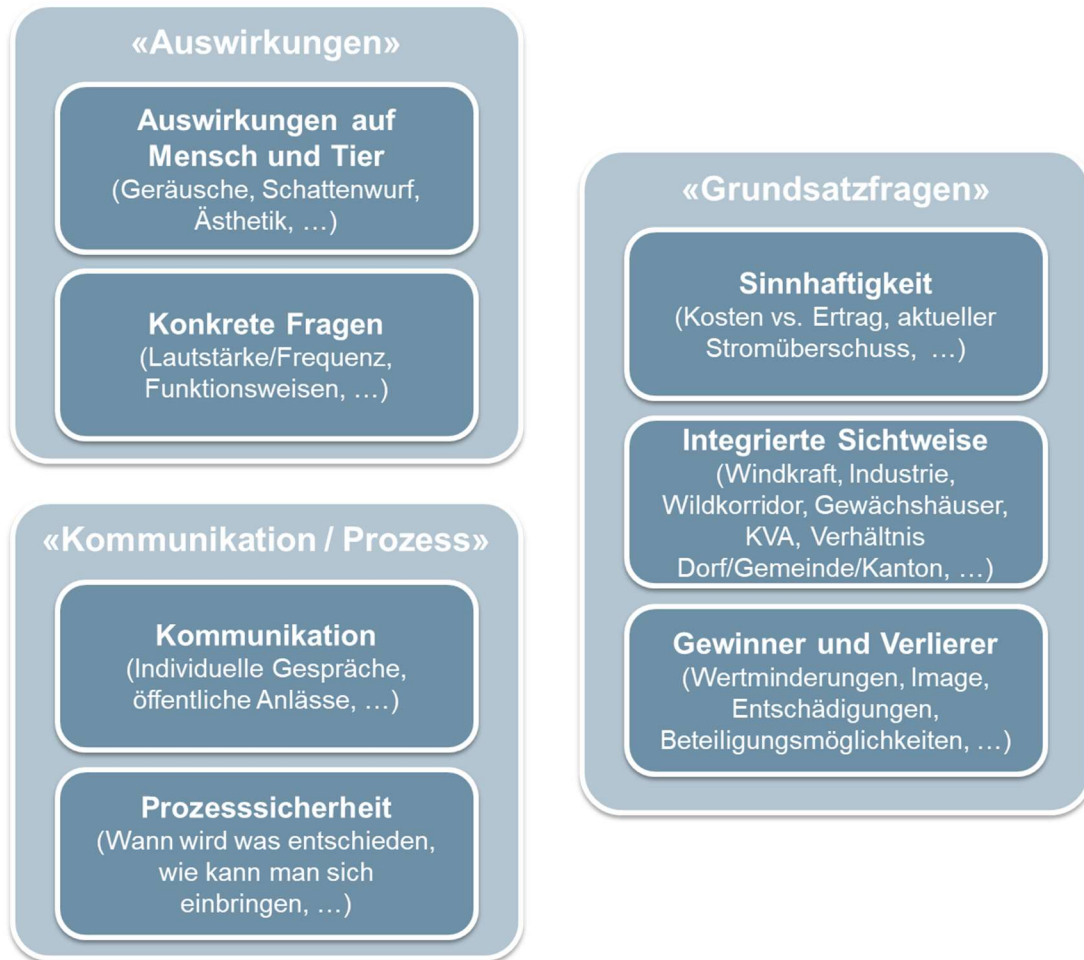 «Auswirkungen»
Auswirkungen auf
Mensch und Tier
(Geräusche, Schattenwurf,
Ästhetik, …)
Konkrete Fragen
(Lautstärke/Frequenz,
Funktionsweisen, …)
«Kommunikation / Prozess»
Kommunikation
(Individuelle Gespräche,
öffentliche Anlässe, …)
Prozesssicherheit
(Wann wird was entschieden,
wie kann man sich
einbringen, …)
«Grundsatzfragen»
Sinnhaftigkeit
(Kosten vs. Ertrag, aktueller
Stromüberschuss, …)
Integrierte Sichtweise
(Windkraft, Industrie,
Wildkorridor, Gewächshäuser,
KVA, Verhältnis
Dorf/Gemeinde/Kanton, …)
Gewinner und Verlierer
(Wertminderungen, Image,
Entschädigungen,
Beteiligungsmöglichkeiten, …)